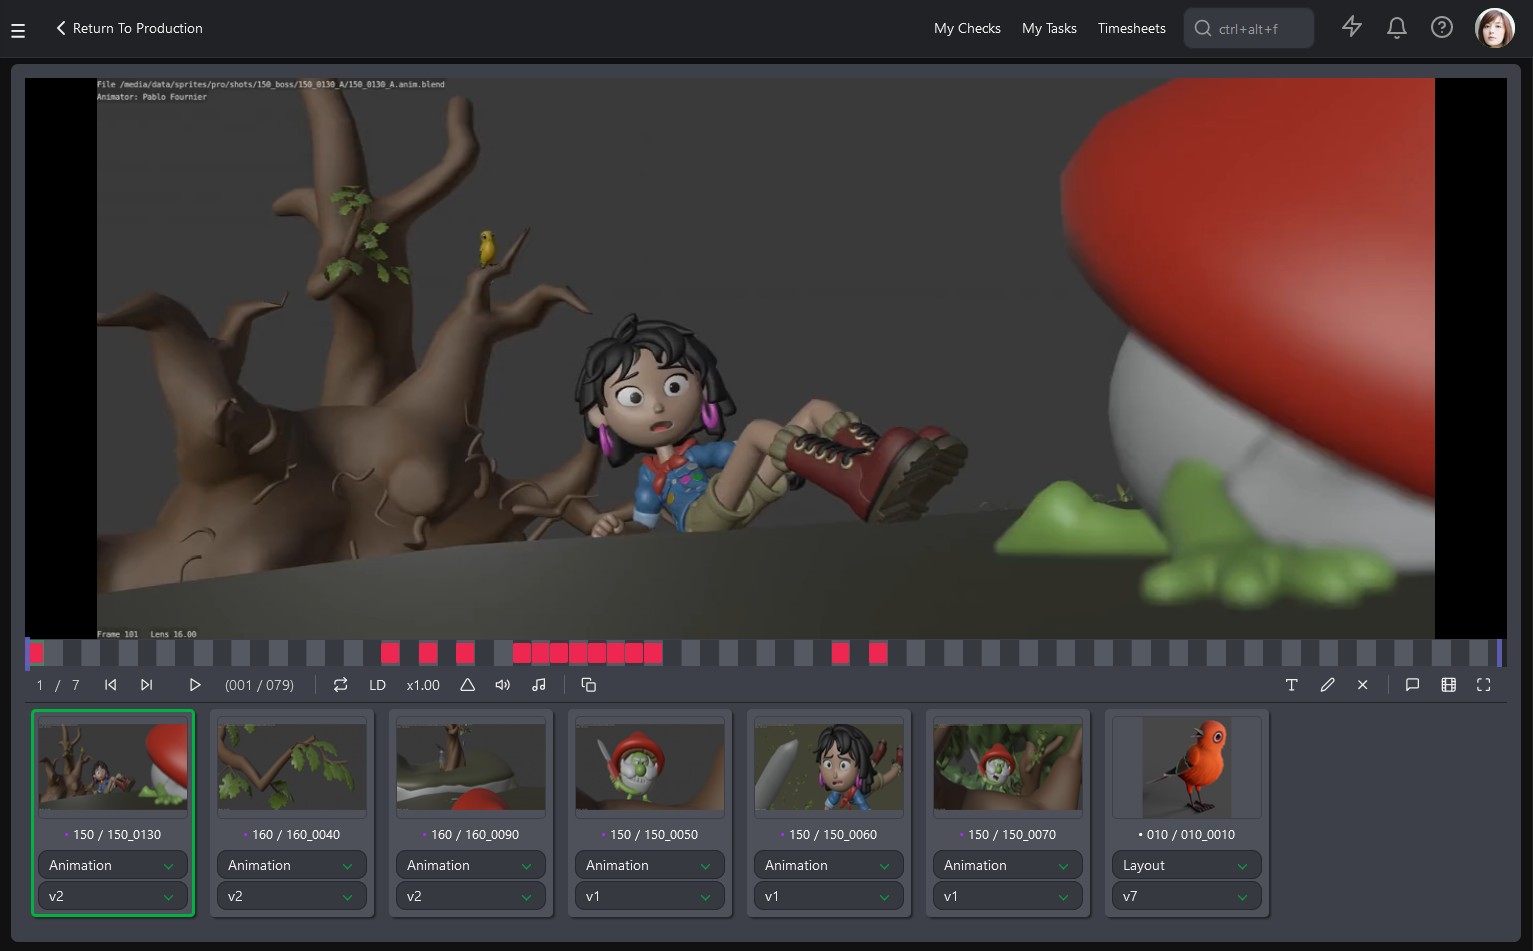 Return To Production
My Checks
My Tasks
Timesheets
ctrl+alt+f
File /media/data/sprites/pro/shots/150_boss/150_0130_A/150_0130_A.anim.blend
Animator: Pablo Fournier
Frame 101 Lens 16.00
1 / 7
(001 / 079)
LD
x1.00
150 / 150_0130
160 / 160_0040
160 / 160_0090
150 / 150_0050
150 / 150_0060
150 / 150_0070
010 / 010_0010
Animation
Animation
Animation
Animation
Animation
Animation
Layout
v2
v2
v2
v1
v1
v1
v7